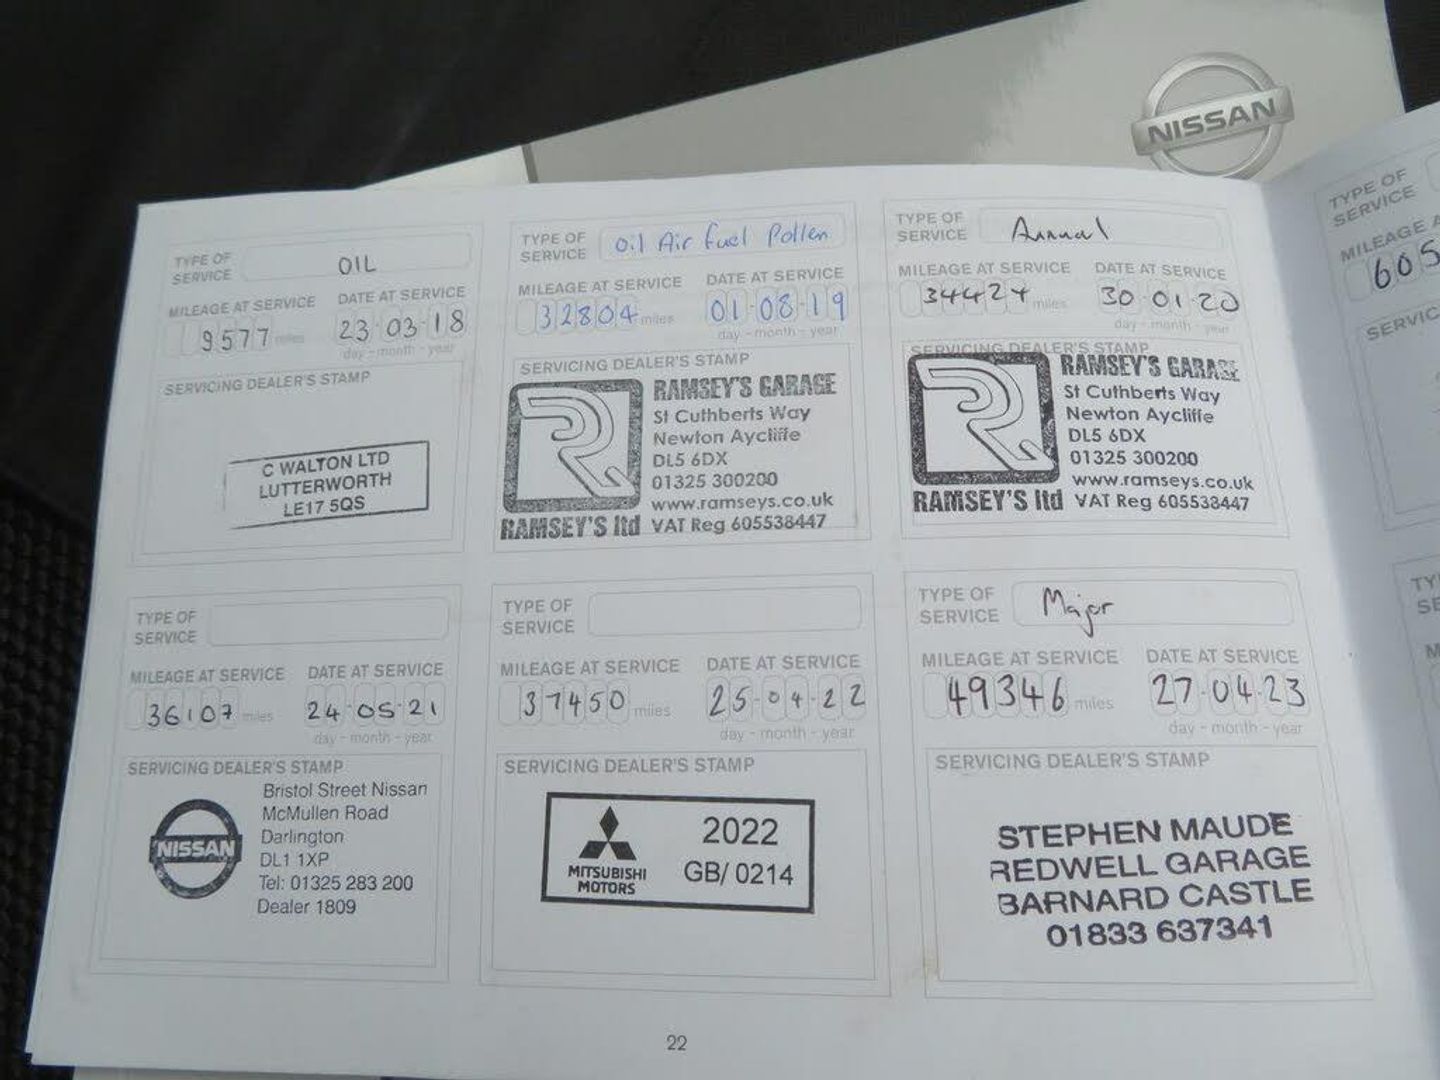 NISSAN
TYPE OF SERVICE OIL
MILEAGE AT SERVICE DATE AT SERVICE
9577 miles 23·03·18
day - month - year
SERVICING DEALER'S STAMP
C WALTON LTD
LUTTERWORTH
LE17 5QS
TYPE OF SERVICE Oil Air fuel Pollen
MILEAGE AT SERVICE DATE AT SERVICE
32804 miles 01-08-19
day - month - year
SERVICING DEALER'S STAMP
RAMSEY'S GARAGE
St Cuthberts Way
Newton Aycliffe
DL5 6DX
01325 300200
www.ramseys.co.uk
RAMSEY'S ltd VAT Reg 605538447
TYPE OF SERVICE Annual
MILEAGE AT SERVICE DATE AT SERVICE
34424 miles 30·01·20
day - month - year
SERVICING DEALER'S STAMP
RAMSEY'S GARAGE
St Cuthberts Way
Newton Aycliffe
DL5 6DX
01325 300200
www.ramseys.co.uk
RAMSEY'S ltd VAT Reg 605538447
TYPE OF SERVICE
MILEAGE AT SERVICE DATE AT SERVICE
36107 miles 24-05-21
day - month - year
SERVICING DEALER'S STAMP
NISSAN
Bristol Street Nissan
McMullen Road
Darlington
DL1 1XP
Tel: 01325 283 200
Dealer 1809
TYPE OF SERVICE
MILEAGE AT SERVICE DATE AT SERVICE
37450 miles 25-04-22
day - month - year
SERVICING DEALER'S STAMP
MITSUBISHI
MOTORS
2022
GB/ 0214
TYPE OF SERVICE Major
MILEAGE AT SERVICE DATE AT SERVICE
49346 miles 27-04-23
day - month - year
SERVICING DEALER'S STAMP
STEPHEN MAUDE
REDWELL GARAGE
BARNARD CASTLE
01833 637341
22
TYPE OF
SERVICE
MILEAGE A
605
SERVIC